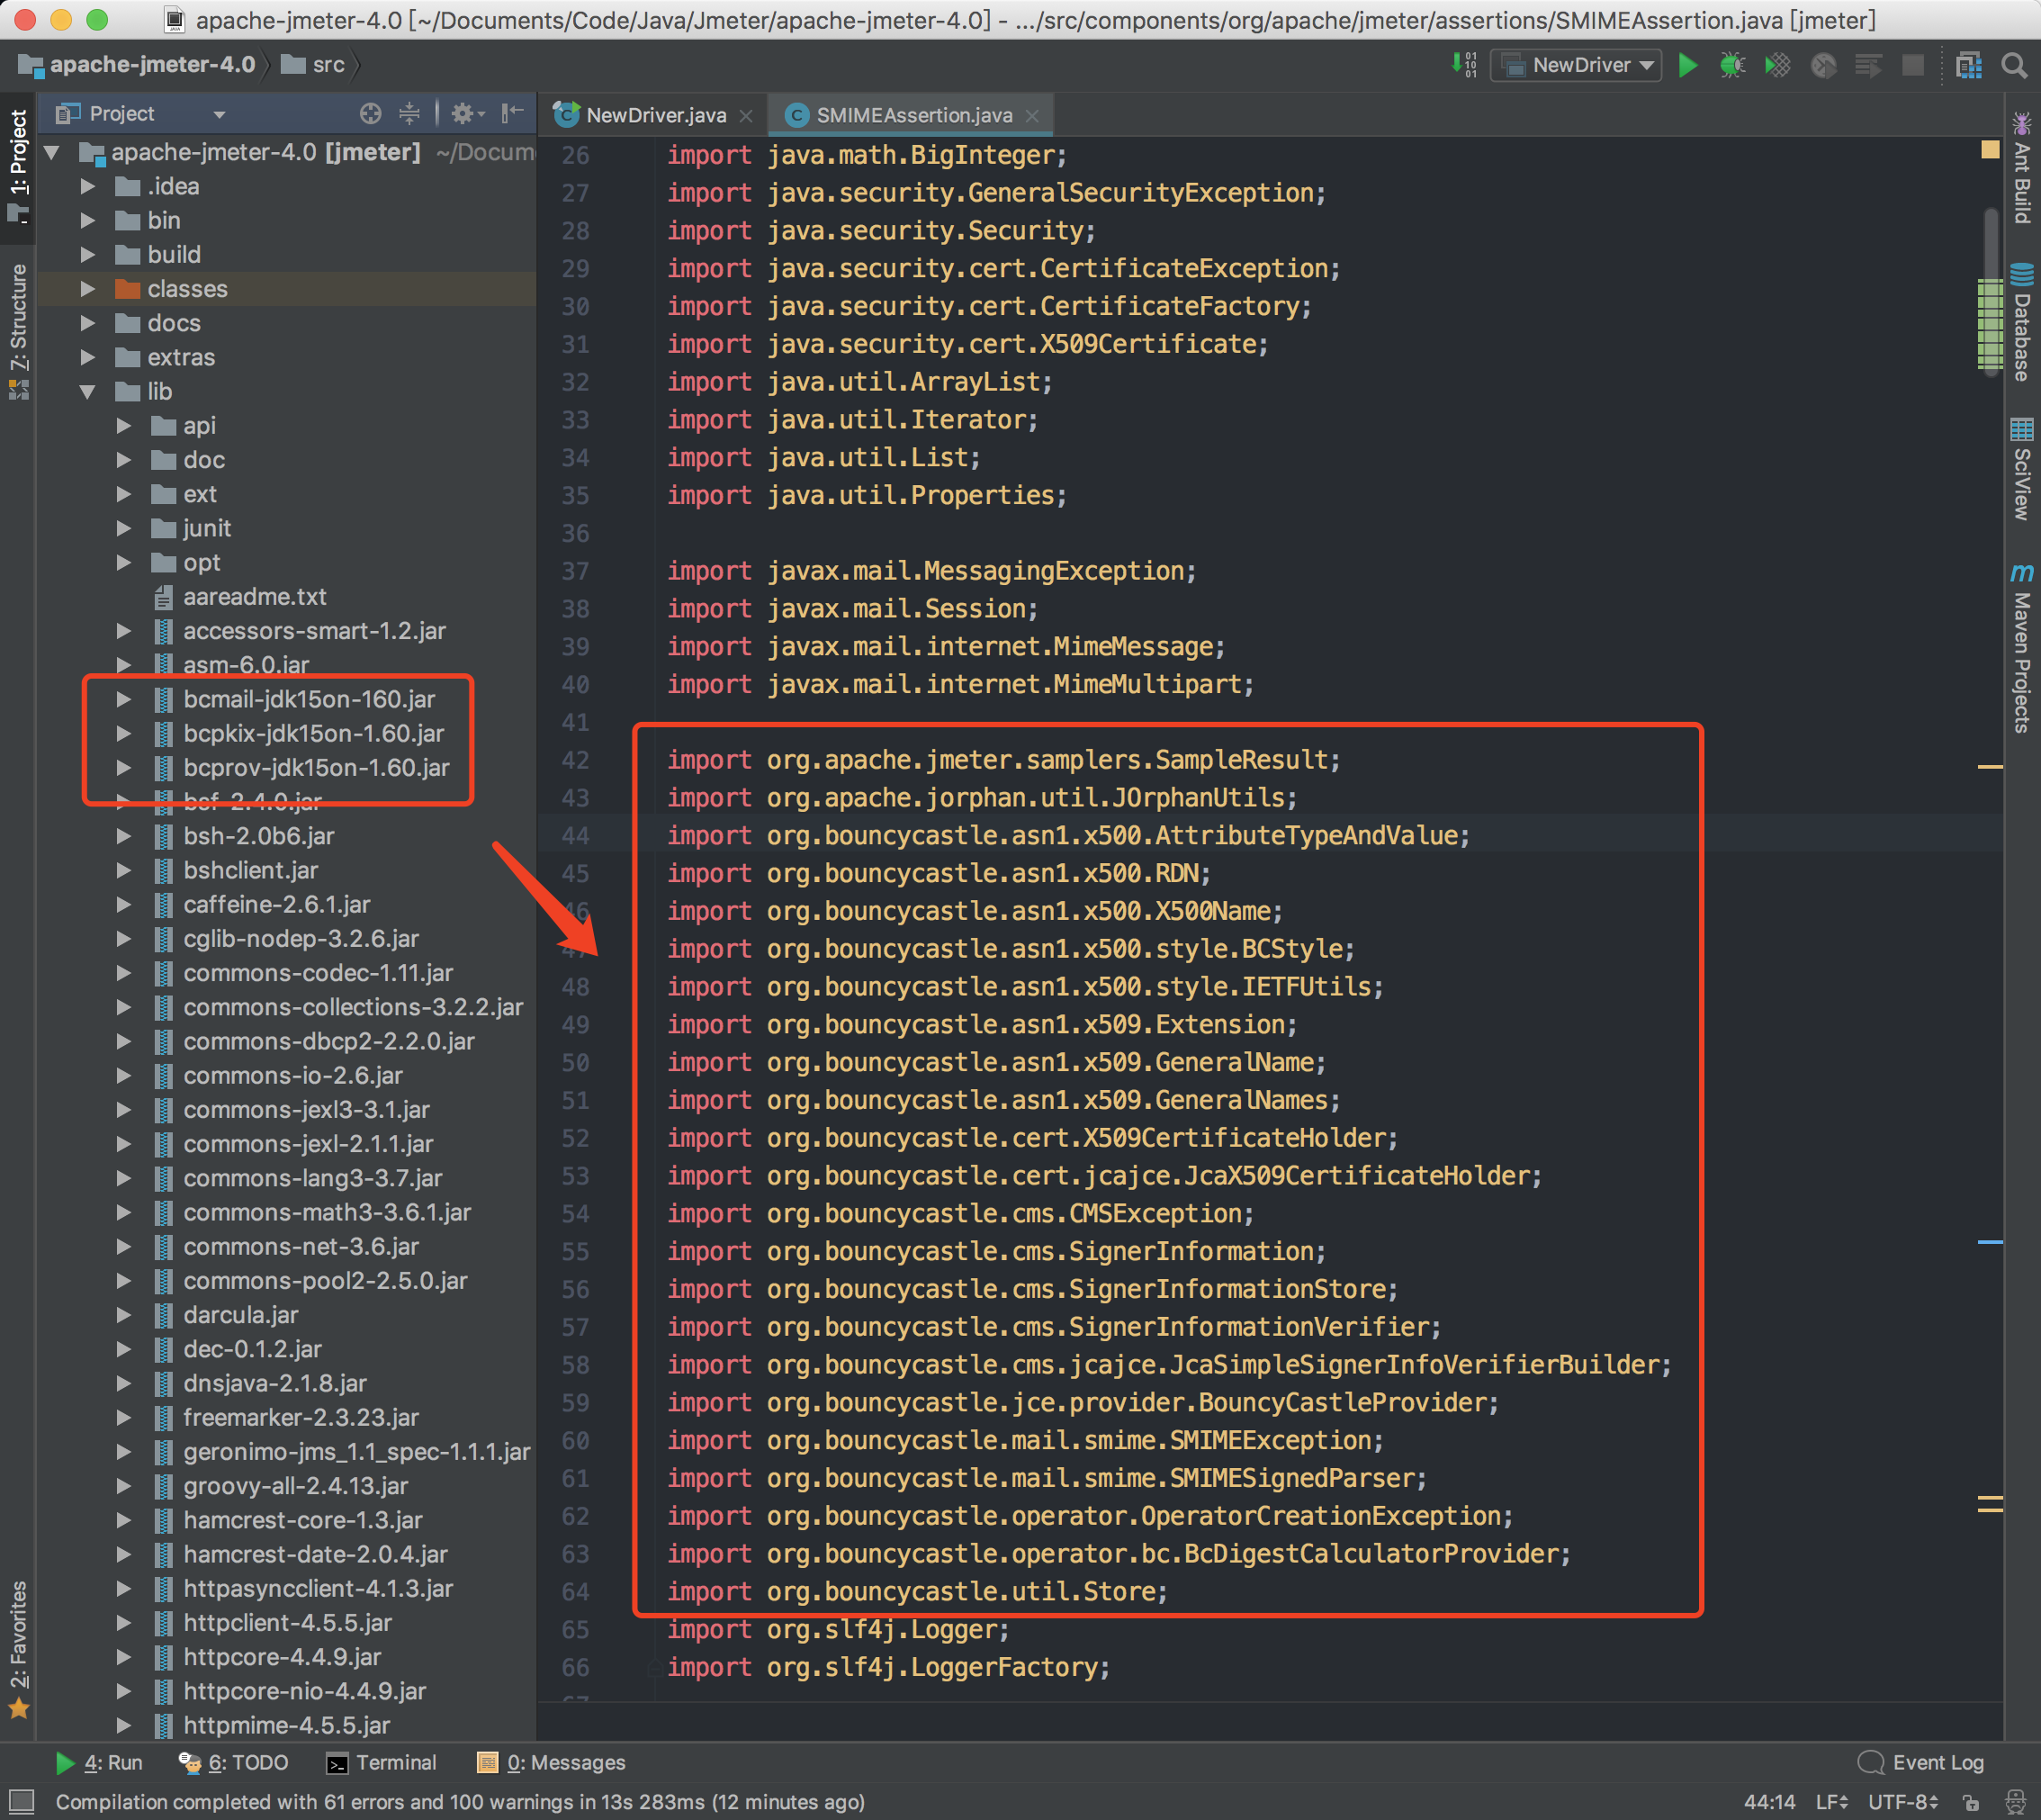 apache-jmeter-4.0 [~/Documents/Code/Java/Jmeter/apache-jmeter-4.0] - .../src/components/org/apache/jmeter/assertions/SMIMEAssertion.java [jmeter]
apache-jmeter-4.0
src
NewDriver
Project
NewDriver.java
SMIMEAssertion.java
1: Project
7: Structure
2: Favorites
apache-jmeter-4.0 [jmeter] ~/Docum
.idea
bin
build
classes
docs
extras
lib
api
doc
ext
junit
opt
aareadme.txt
accessors-smart-1.2.jar
asm-6.0.jar
bcmail-jdk15on-160.jar
bcpkix-jdk15on-1.60.jar
bcprov-jdk15on-1.60.jar
bsf-2.4.0.jar
bsh-2.0b6.jar
bshclient.jar
caffeine-2.6.1.jar
cglib-nodep-3.2.6.jar
commons-codec-1.11.jar
commons-collections-3.2.2.jar
commons-dbcp2-2.2.0.jar
commons-io-2.6.jar
commons-jexl3-3.1.jar
commons-jexl-2.1.1.jar
commons-lang3-3.7.jar
commons-math3-3.6.1.jar
commons-net-3.6.jar
commons-pool2-2.5.0.jar
darcula.jar
dec-0.1.2.jar
dnsjava-2.1.8.jar
freemarker-2.3.23.jar
geronimo-jms_1.1_spec-1.1.1.jar
groovy-all-2.4.13.jar
hamcrest-core-1.3.jar
hamcrest-date-2.0.4.jar
httpasyncclient-4.1.3.jar
httpclient-4.5.5.jar
httpcore-4.4.9.jar
httpcore-nio-4.4.9.jar
httpmime-4.5.5.jar
26 import java.math.BigInteger;
27 import java.security.GeneralSecurityException;
28 import java.security.Security;
29 import java.security.cert.CertificateException;
30 import java.security.cert.CertificateFactory;
31 import java.security.cert.X509Certificate;
32 import java.util.ArrayList;
33 import java.util.Iterator;
34 import java.util.List;
35 import java.util.Properties;
36
37 import javax.mail.MessagingException;
38 import javax.mail.Session;
39 import javax.mail.internet.MimeMessage;
40 import javax.mail.internet.MimeMultipart;
41
42 import org.apache.jmeter.samplers.SampleResult;
43 import org.apache.jorphan.util.JOrphanUtils;
44 import org.bouncycastle.asn1.x500.AttributeTypeAndValue;
45 import org.bouncycastle.asn1.x500.RDN;
46 import org.bouncycastle.asn1.x500.X500Name;
47 import org.bouncycastle.asn1.x500.style.BCStyle;
48 import org.bouncycastle.asn1.x500.style.IETFUtils;
49 import org.bouncycastle.asn1.x509.Extension;
50 import org.bouncycastle.asn1.x509.GeneralName;
51 import org.bouncycastle.asn1.x509.GeneralNames;
52 import org.bouncycastle.cert.X509CertificateHolder;
53 import org.bouncycastle.cert.jcajce.JcaX509CertificateHolder;
54 import org.bouncycastle.cms.CMSException;
55 import org.bouncycastle.cms.SignerInformation;
56 import org.bouncycastle.cms.SignerInformationStore;
57 import org.bouncycastle.cms.SignerInformationVerifier;
58 import org.bouncycastle.cms.jcajce.JcaSimpleSignerInfoVerifierBuilder;
59 import org.bouncycastle.jce.provider.BouncyCastleProvider;
60 import org.bouncycastle.mail.smime.SMIMEException;
61 import org.bouncycastle.mail.smime.SMIMESignedParser;
62 import org.bouncycastle.operator.OperatorCreationException;
63 import org.bouncycastle.operator.bc.BcDigestCalculatorProvider;
64 import org.bouncycastle.util.Store;
65 import org.slf4j.Logger;
66 import org.slf4j.LoggerFactory;
67
Ant Build
Database
SciView
Maven Projects
4: Run
6: TODO
Terminal
0: Messages
Event Log
Compilation completed with 61 errors and 100 warnings in 13s 283ms (12 minutes ago)
44:14
LF
UTF-8